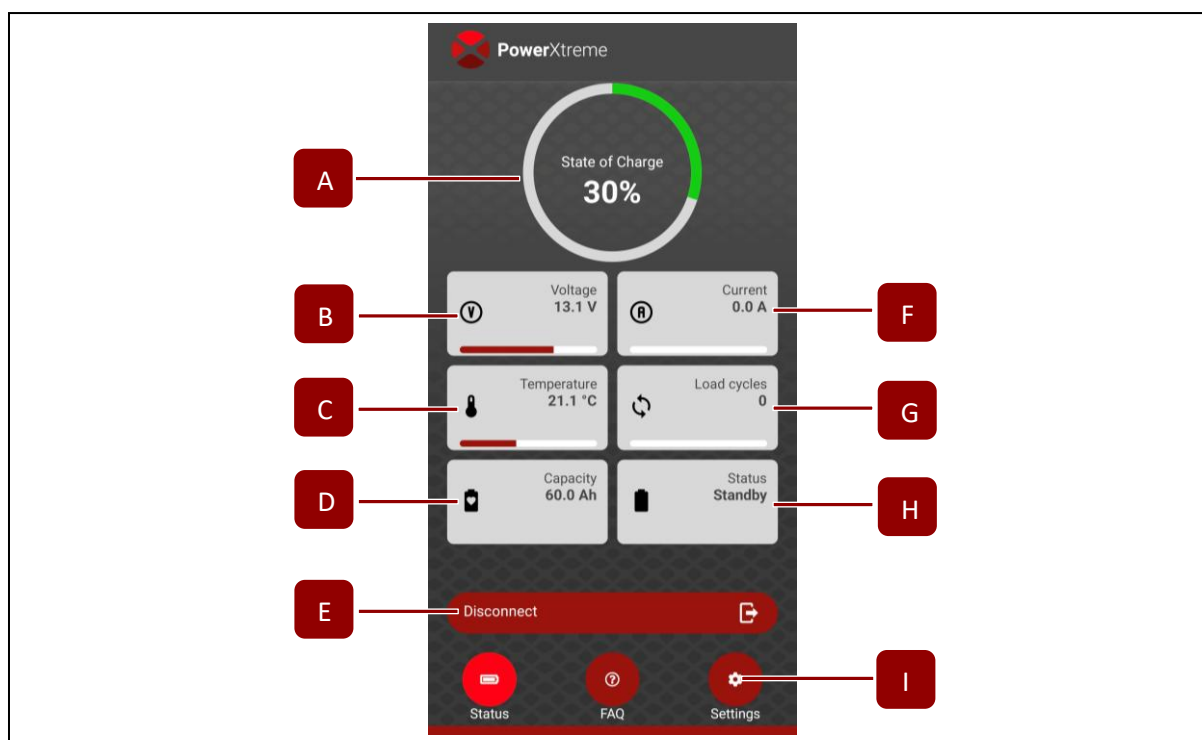 PowerXtreme
A
State of Charge
30%
B
Voltage
13.1 V
Current
0.0 A
F
C
Temperature
21.1 °C
Load cycles
0
G
D
Capacity
60.0 Ah
Status
Standby
H
E
Disconnect
I
Status
FAQ
Settings